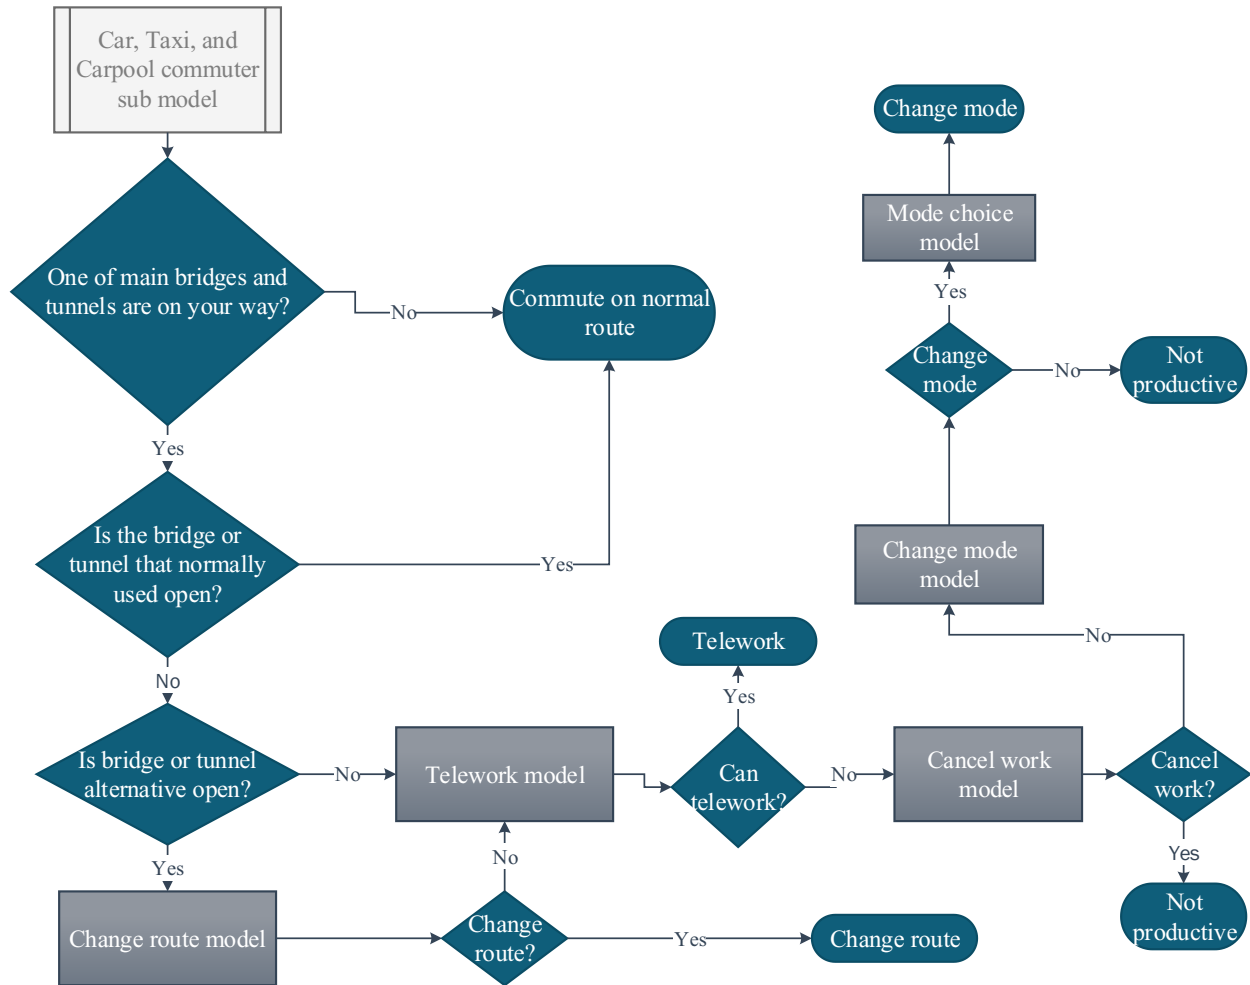 Car, Taxi, and
Carpool commuter
sub model
One of main bridges and
tunnels are on your way?
No
Commute on normal
route
Yes
Is the bridge or
tunnel that normally
used open?
Yes
No
Is bridge or tunnel
alternative open?
No
Telework model
Yes
Change route model
No
Change
route?
Yes
Change route
Can
telework?
Yes
Telework
No
Cancel work
model
Cancel
work?
Yes
Not
productive
No
Change mode
model
Change
mode
No
Not
productive
Yes
Mode choice
model
Change mode